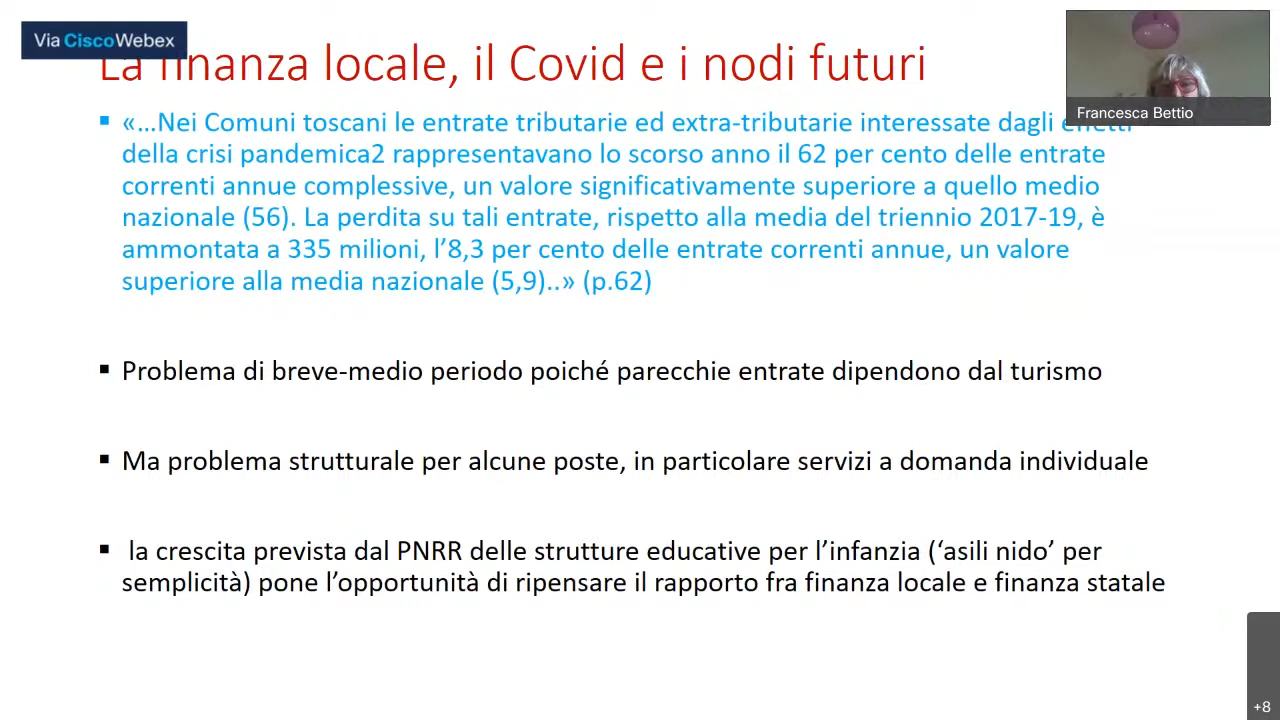 Via CiscoWebex
La finanza locale, il Covid e i nodi futuri
Francesca Bettio
▪ «…Nei Comuni toscani le entrate tributarie ed extra-tributarie interessate dagli effetti
della crisi pandemica2 rappresentavano lo scorso anno il 62 per cento delle entrate
correnti annue complessive, un valore significativamente superiore a quello medio
nazionale (56). La perdita su tali entrate, rispetto alla media del triennio 2017-19, è
ammontata a 335 milioni, l’8,3 per cento delle entrate correnti annue, un valore
superiore alla media nazionale (5,9)..» (p.62)
▪ Problema di breve-medio periodo poiché parecchie entrate dipendono dal turismo
▪ Ma problema strutturale per alcune poste, in particolare servizi a domanda individuale
▪ la crescita prevista dal PNRR delle strutture educative per l’infanzia (‘asili nido’ per
semplicità) pone l’opportunità di ripensare il rapporto fra finanza locale e finanza statale
+8